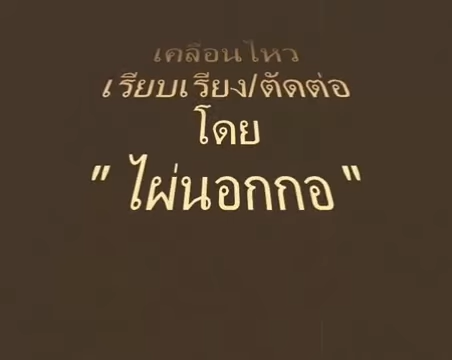 เคลื่อนไหว
เรียบเรียง/ตัดต่อ
โดย
" ไผ่นอกกอ "